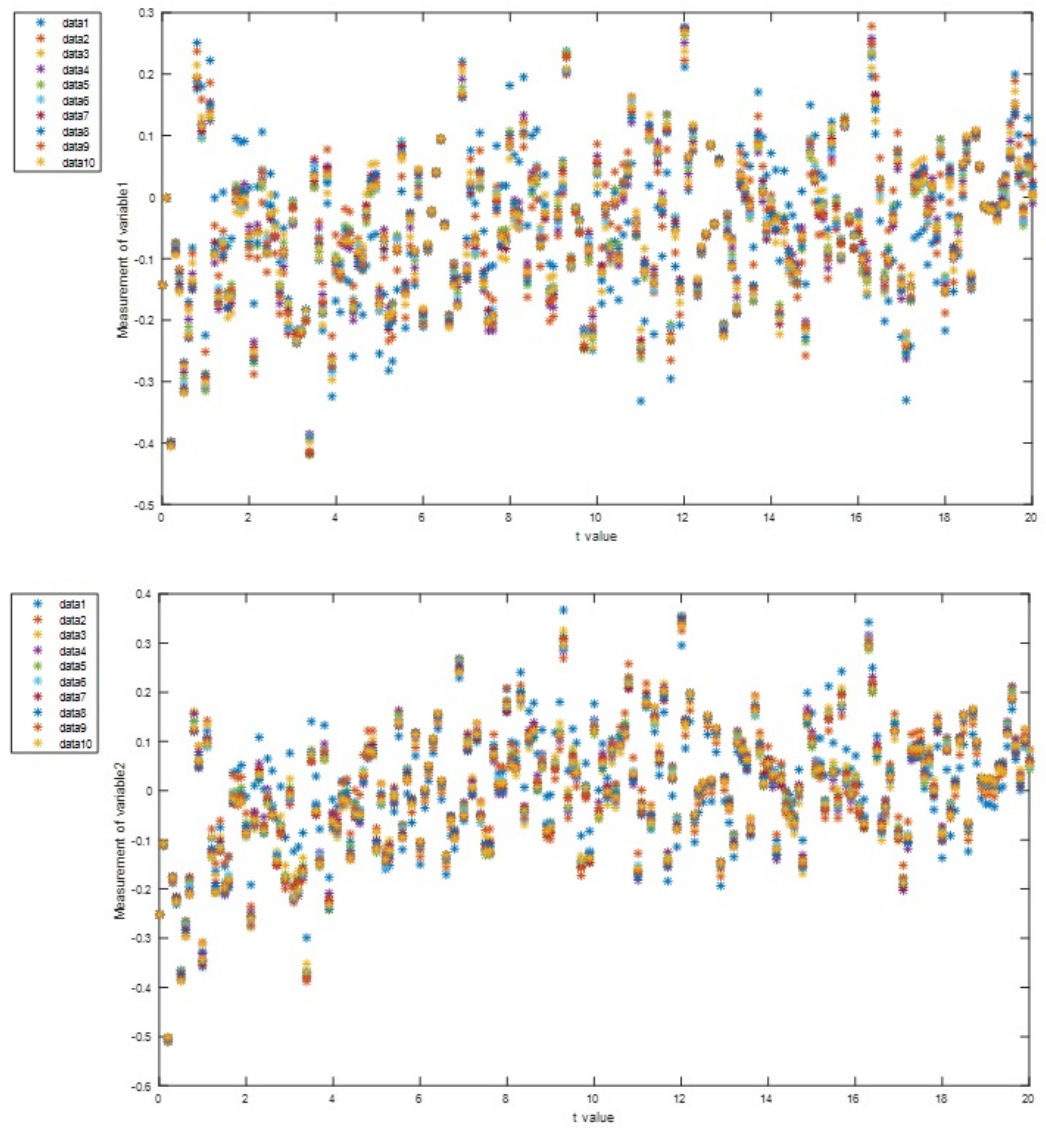 data1
data2
data3
data4
data5
data6
data7
data8
data9
data10
Measurement of variable1
0.3
0.2
0.1
0
-0.1
-0.2
-0.3
-0.4
-0.5
0 2 4 6 8 10 12 14 16 18 20
t value
data1
data2
data3
data4
data5
data6
data7
data8
data9
data10
Measurement of variable2
0.4
0.3
0.2
0.1
0
-0.1
-0.2
-0.3
-0.4
-0.5
-0.6
0 2 4 6 8 10 12 14 16 18 20
t value